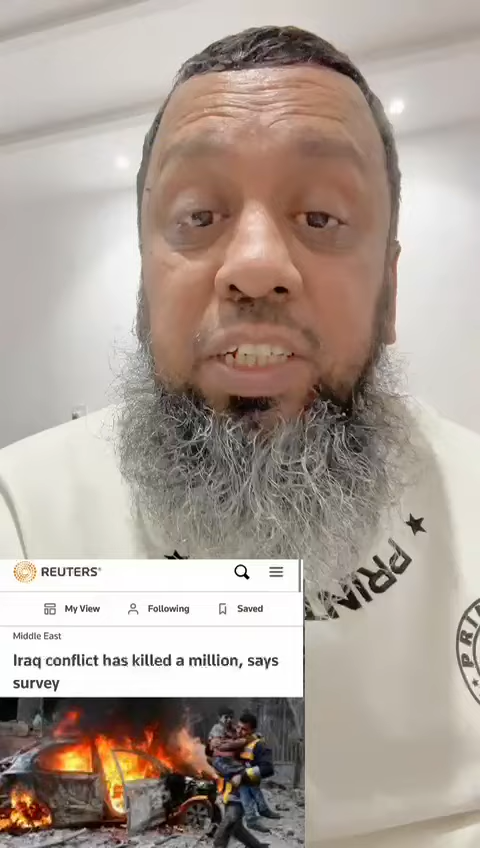 REUTERS
My View
Following
Saved
Middle East
Iraq conflict has killed a million, says
survey